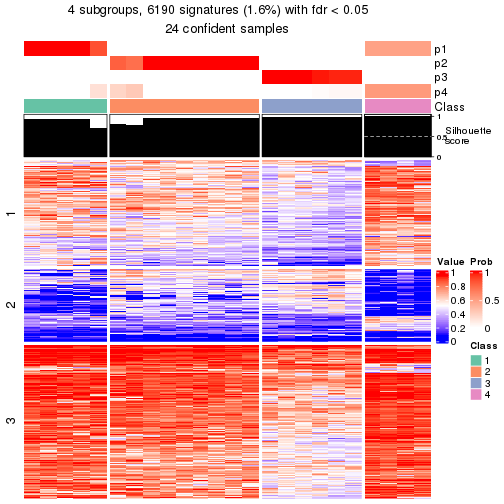 4 subgroups, 6190 signatures (1.6%) with fdr < 0.05
24 confident samples
p1
p2
p3
p4
Class
1
0.5
0
Silhouette
score
1
2
3
Value
1
0.8
0.6
0.4
0.2
0
Prob
1
0.5
0
Class
1
2
3
4